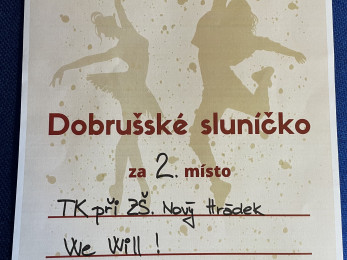 Dobrušské sluníčko
za 2. místo
TK při ZŠ. Nový Hrádek
We Will !